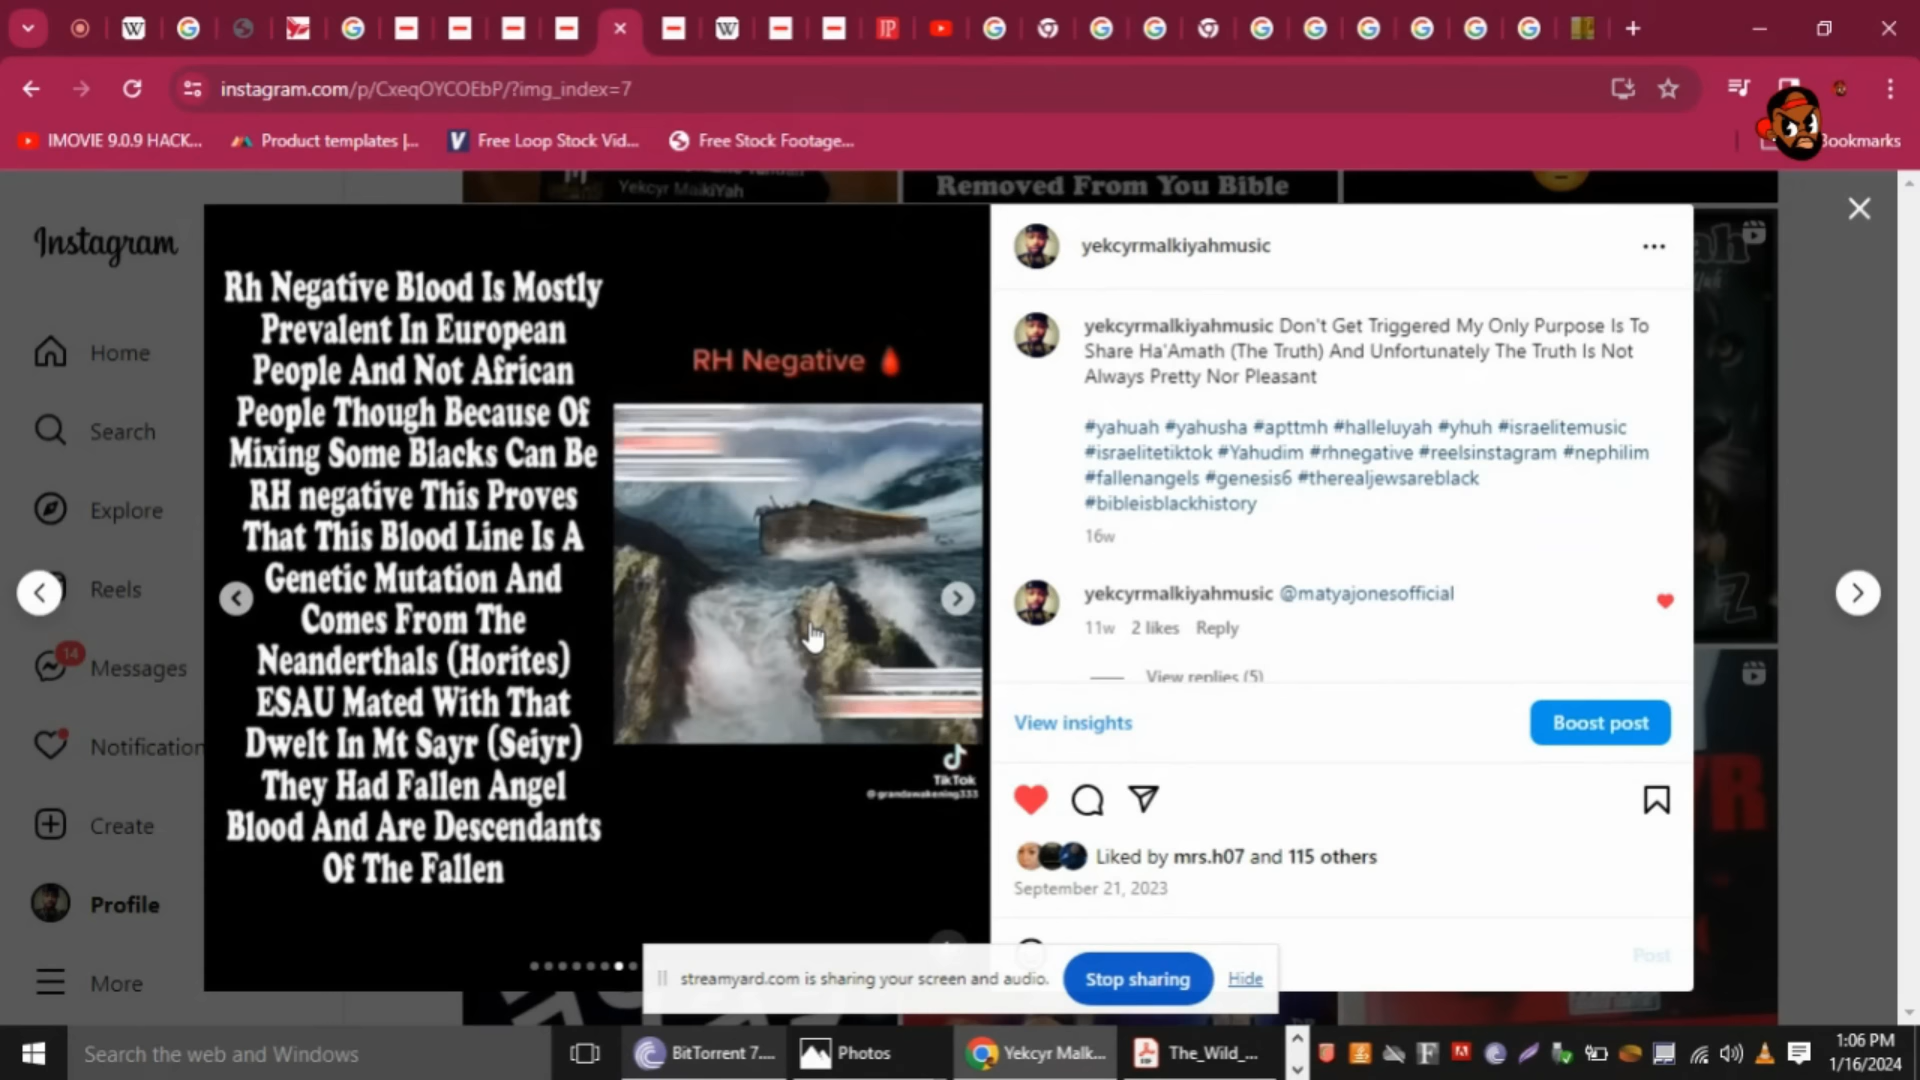 instagram.com/p/CxeqOYCOEbP/?img_index=7
IMOVIE 9.0.9 HACK...
Product templates |...
Free Loop Stock Vid...
Free Stock Footage...
Bookmarks
Yekcyr MalkiYah
Removed From You Bible
Instagram
Home
Search
Explore
Reels
14
Messages
Notification
Create
Profile
More
Rh Negative Blood Is Mostly
Prevalent In European
People And Not African
People Though Because Of
Mixing Some Blacks Can Be
RH negative This Proves
That This Blood Line Is A
Genetic Mutation And
Comes From The
Neanderthals (Horites)
ESAU Mated With That
Dwelt In Mt Sayr (Seiyr)
They Had Fallen Angel
Blood And Are Descendants
Of The Fallen
RH Negative
TikTok
@grandawakening333
yekcyrmalkiyahmusic
yekcyrmalkiyahmusic Don't Get Triggered My Only Purpose Is To
Share Ha'Amath (The Truth) And Unfortunately The Truth Is Not
Always Pretty Nor Pleasant
#yahuah #yahusha #apttmh #halleluyah #yhuh #israelitemusic
#israelitetiktok #Yahudim #rhnegative #reelsinstagram #nephilim
#fallenangels #genesis6 #therealjewsareblack
#bibleisblackhistory
16w
yekcyrmalkiyahmusic @matyajonesofficial
11w 2 likes Reply
View replies (5)
View insights
Boost post
Liked by mrs.h07 and 115 others
September 21, 2023
Post
streamyard.com is sharing your screen and audio.
Stop sharing
Hide
Search the web and Windows
BitTorrent 7....
Photos
Yekcyr Malk...
The_Wild_...
1:06 PM
1/16/2024